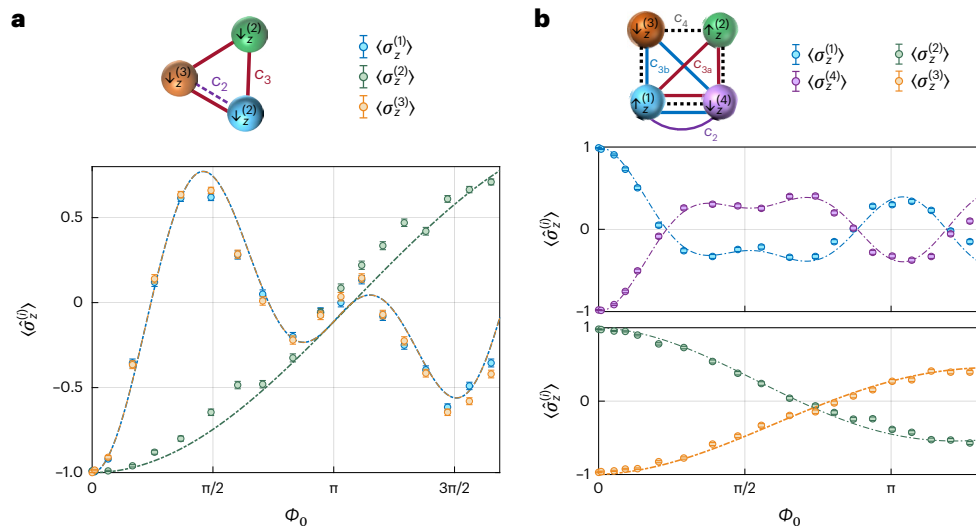 a
↓z(2)
↓z(3)
C2
C3
↓z(2)
⟨σz(1)⟩
⟨σz(2)⟩
⟨σz(3)⟩
⟨σ̂z(i)⟩
0.5
0
−0.5
−1.0
0
π/2
π
3π/2
Φ0
b
↓z(3)
C4
↑z(2)
C3b
C3a
↑z(1)
↓z(4)
C2
⟨σz(1)⟩
⟨σz(4)⟩
⟨σz(2)⟩
⟨σz(3)⟩
⟨σ̂z(i)⟩
1
0
−1
⟨σ̂z(i)⟩
1
0
−1
0
π/2
π
Φ0